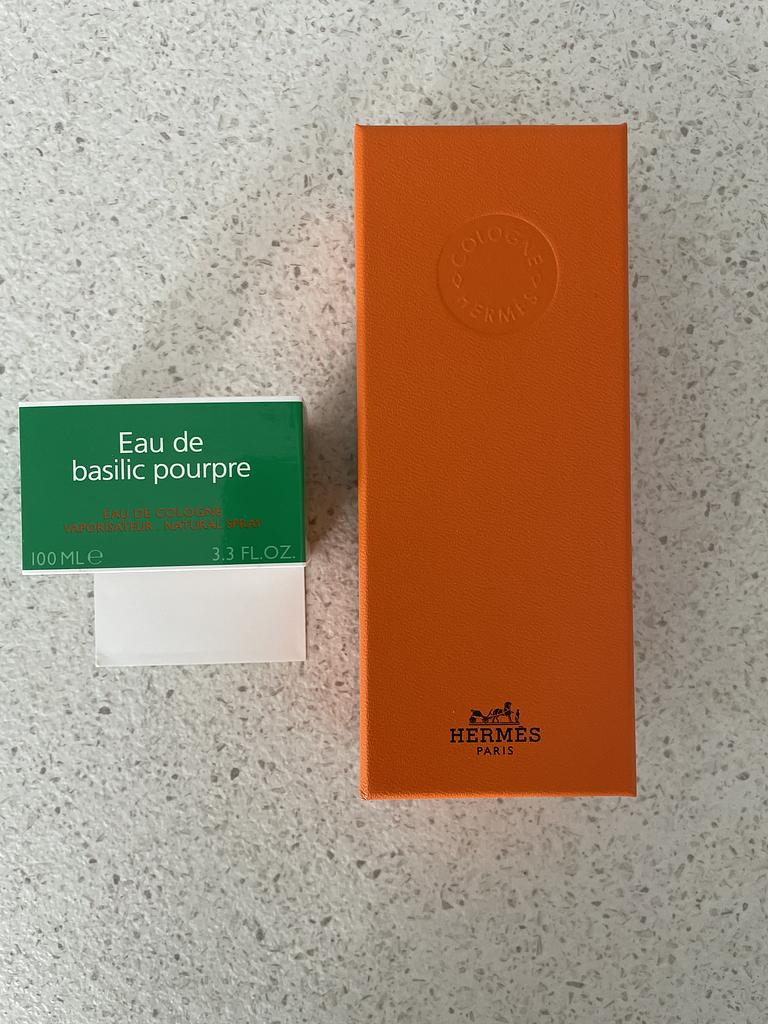 Eau de
basilic pourpre
EAU DE COLOGNE
VAPORISATEUR . NATURAL SPRAY
100 ML e
3.3 FL.OZ.
COLOGNE
HERMÈS
HERMÈS
PARIS